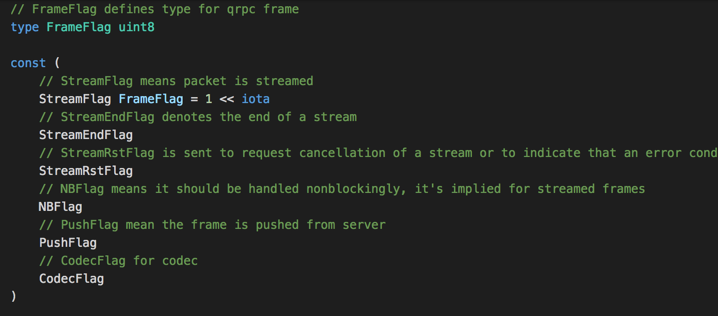 // FrameFlag defines type for qrpc frame
type FrameFlag uint8
const (
// StreamFlag means packet is streamed
StreamFlag FrameFlag = 1 << iota
// StreamEndFlag denotes the end of a stream
StreamEndFlag
// StreamRstFlag is sent to request cancellation of a stream or to indicate that an error cond
StreamRstFlag
// NBFlag means it should be handled nonblockingly, it's implied for streamed frames
NBFlag
// PushFlag mean the frame is pushed from server
PushFlag
// CodecFlag for codec
CodecFlag
)